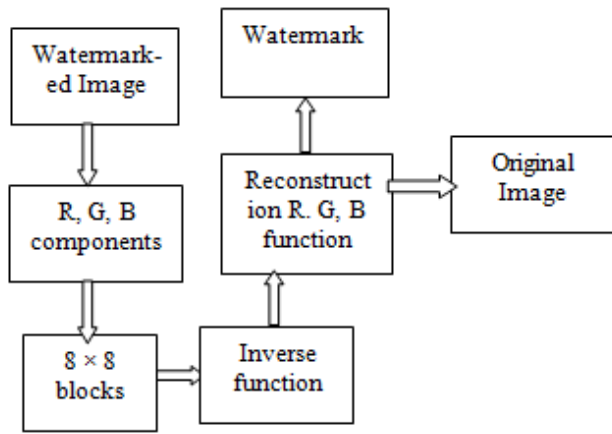 Watermark-
ed Image
R, G, B
components
8 × 8
blocks
Inverse
function
Reconstruct
ion R. G, B
function
Watermark
Original
Image